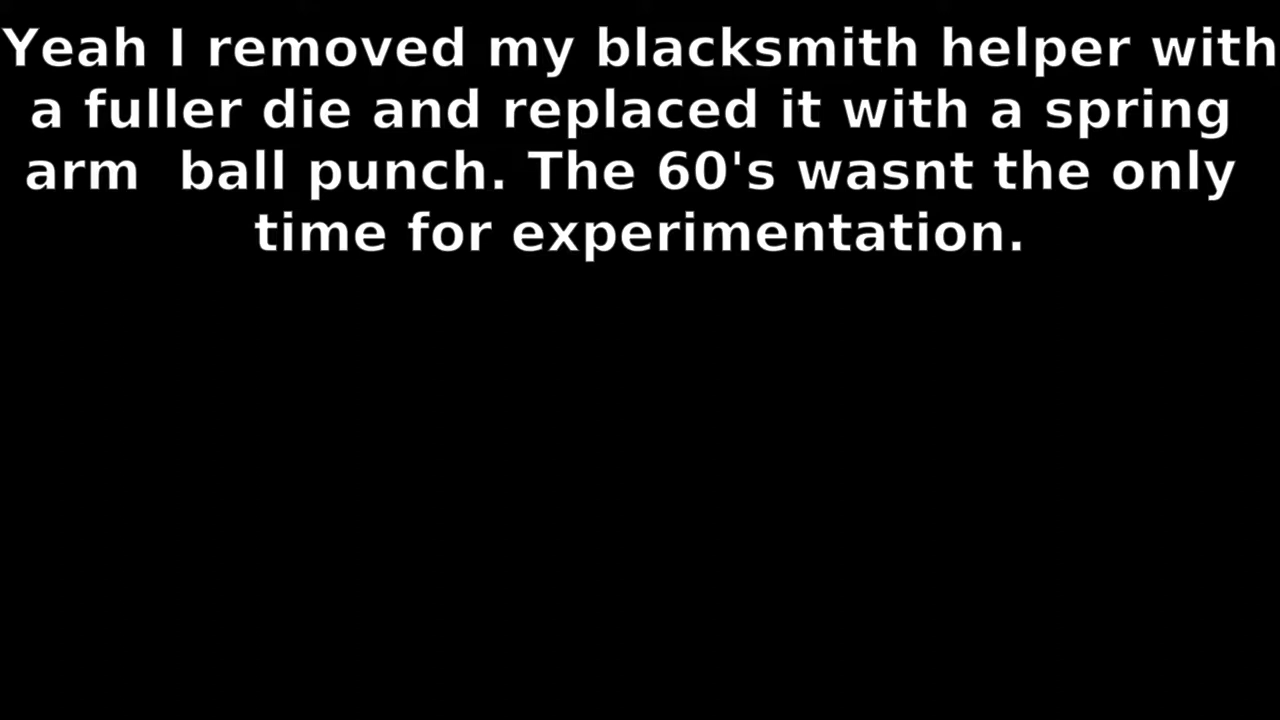 Yeah I removed my blacksmith helper with
a fuller die and replaced it with a spring
arm  ball punch. The 60's wasnt the only
time for experimentation.